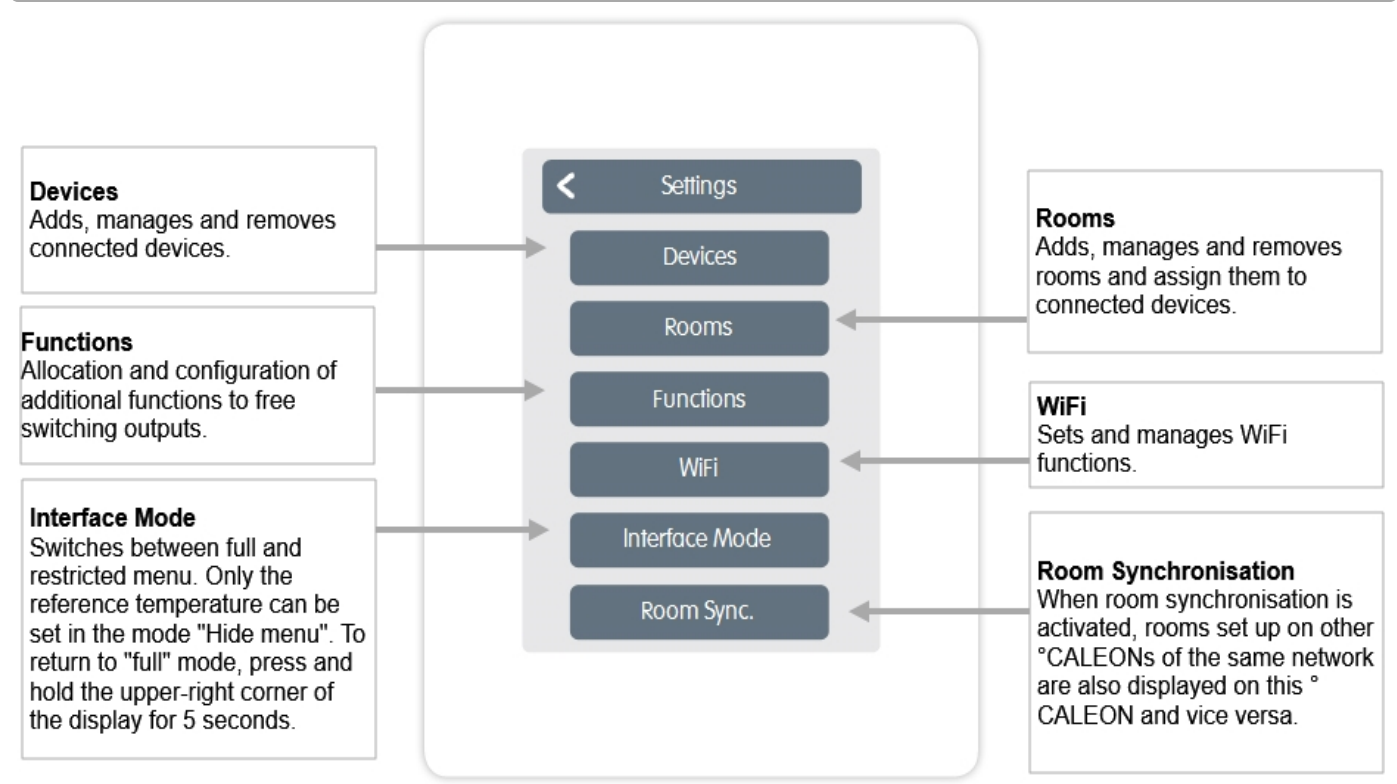 Devices
Adds, manages and removes
connected devices.
Functions
Allocation and configuration of
additional functions to free
switching outputs.
Interface Mode
Switches between full and
restricted menu. Only the
reference temperature can be
set in the mode "Hide menu". To
return to "full" mode, press and
hold the upper-right corner of
the display for 5 seconds.
Settings
Devices
Rooms
Functions
WiFi
Interface Mode
Room Sync.
Rooms
Adds, manages and removes
rooms and assign them to
connected devices.
WiFi
Sets and manages WiFi
functions.
Room Synchronisation
When room synchronisation is
activated, rooms set up on other
°CALEONs of the same network
are also displayed on this °
CALEON and vice versa.